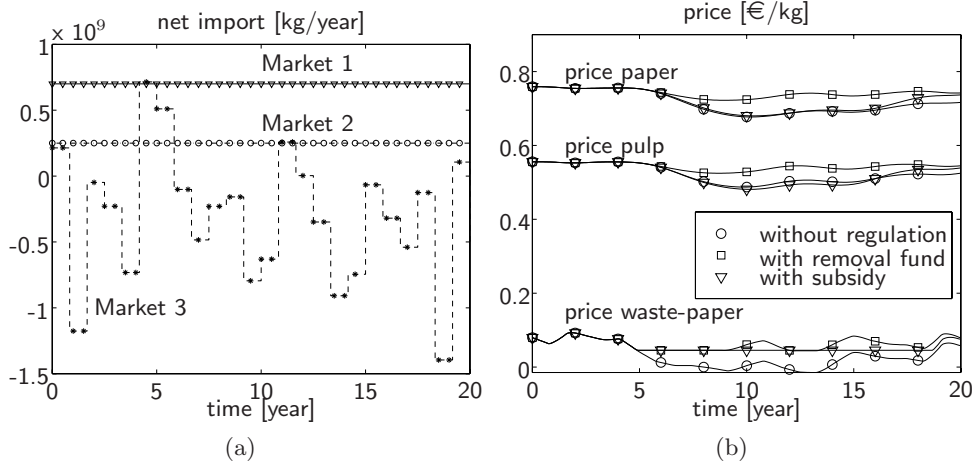 net import [kg/year]
1 × 10⁹
Market 1
0.5
Market 2
0
-0.5
Market 3
-1
-1.5
0 5 10 15 20
time [year]
(a)
price [€/kg]
0.8
price paper
0.6
price pulp
0.4
without regulation
with removal fund
with subsidy
0.2
price waste-paper
0
0 5 10 15 20
time [year]
(b)